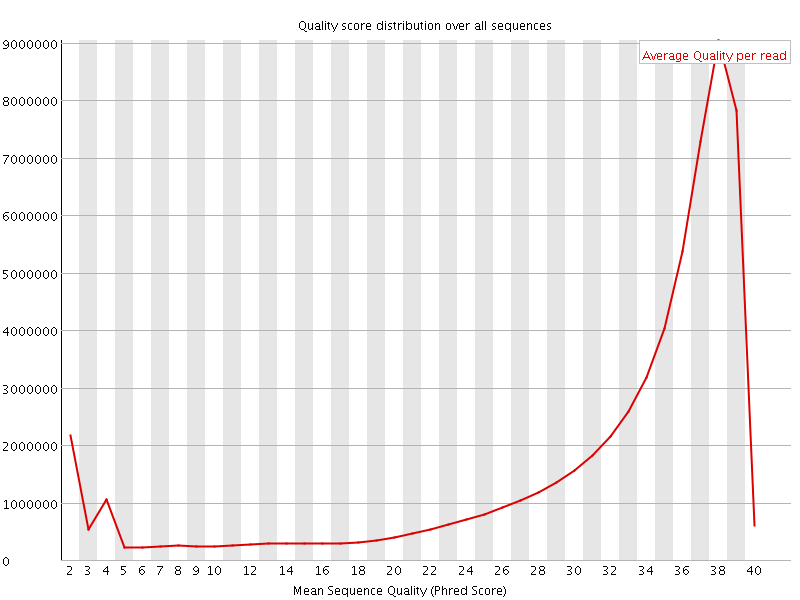 Quality score distribution over all sequences
Average Quality per read
9000000
8000000
7000000
6000000
5000000
4000000
3000000
2000000
1000000
0
2 3 4 5 6 7 8 9 10 12 14 16 18 20 22 24 26 28 30 32 34 36 38 40
Mean Sequence Quality (Phred Score)